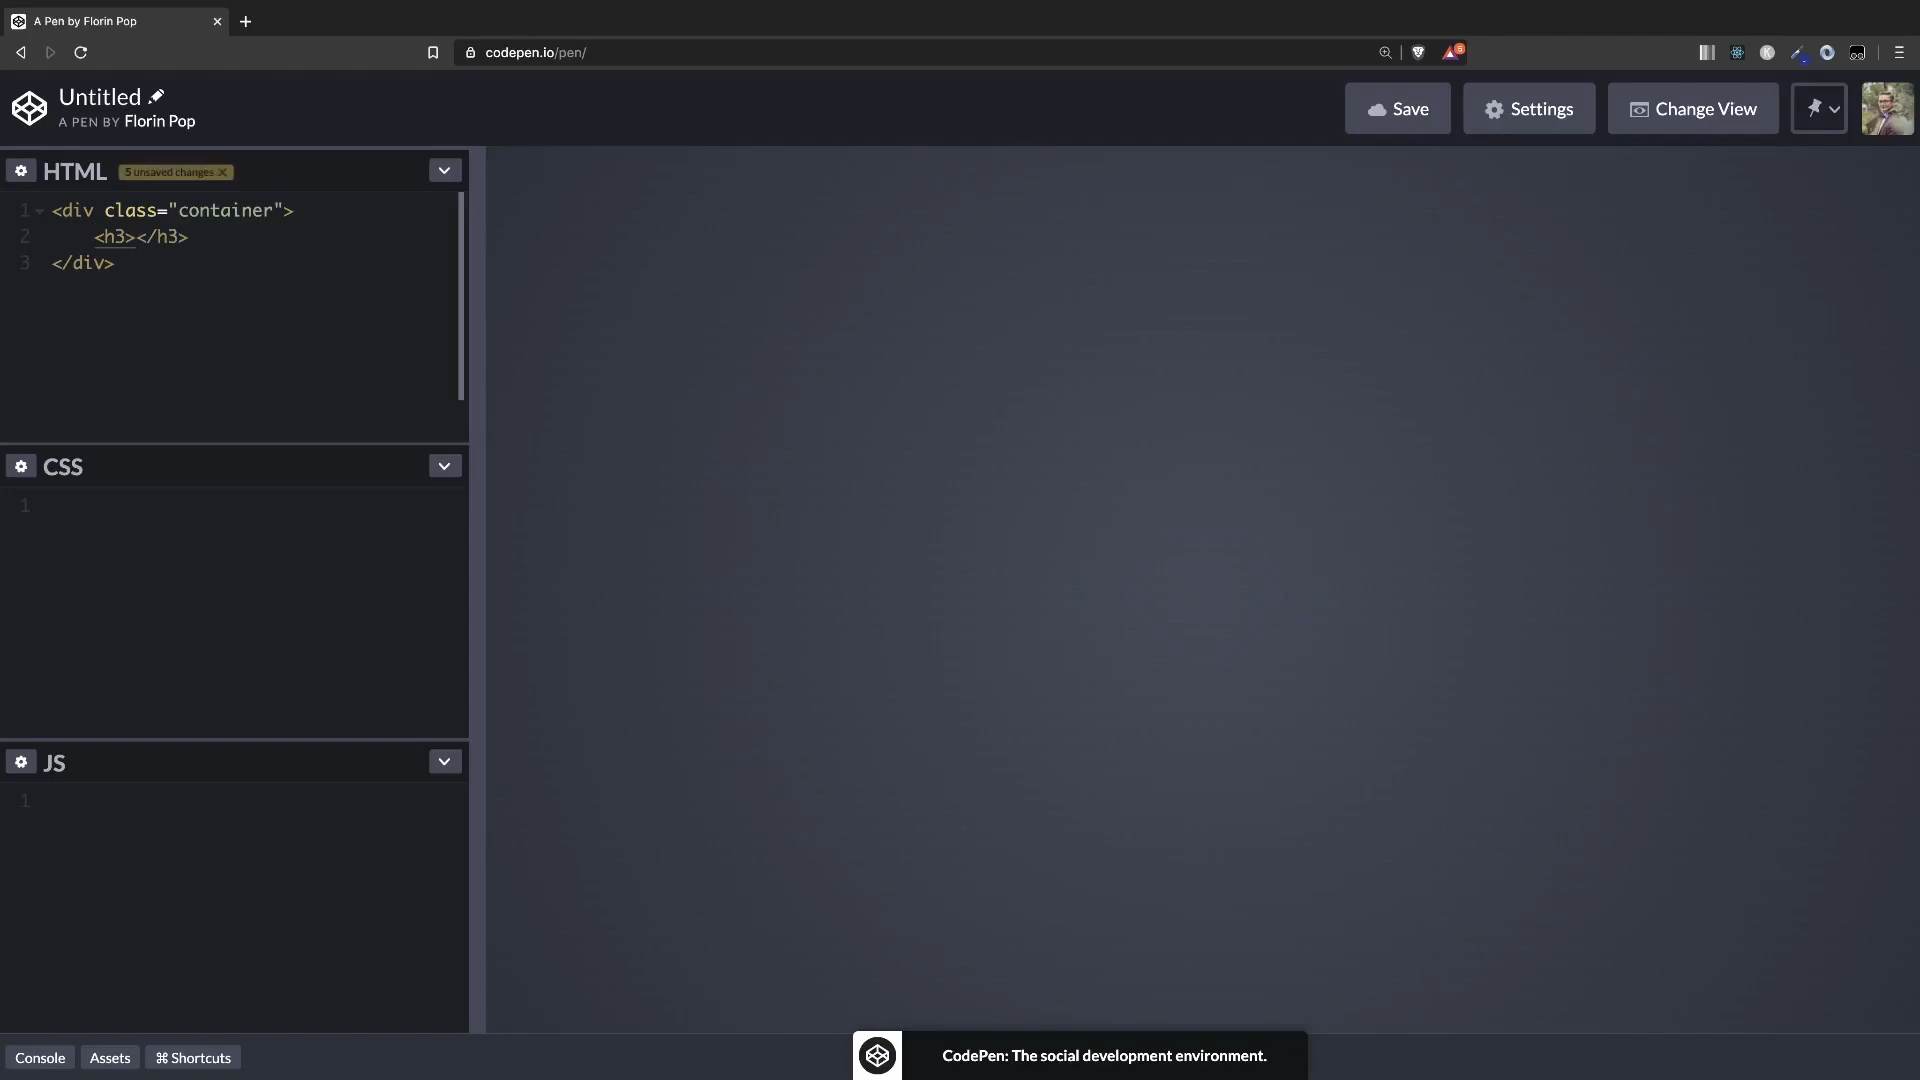 A Pen by Florin Pop
codepen.io/pen/
5
Untitled
A PEN BY Florin Pop
Save
Settings
Change View
HTML
5 unsaved changes
1 <div class="container">
2 <h3></h3>
3 </div>
CSS
1
JS
1
Console
Assets
⌘ Shortcuts
CodePen: The social development environment.